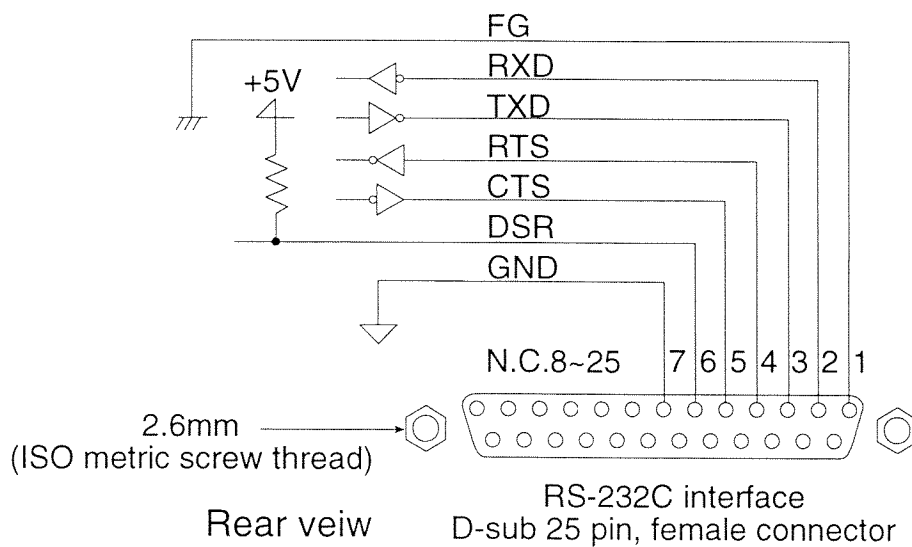 FG
RXD
+5V
TXD
RTS
CTS
DSR
GND
N.C.8~25 7 6 5 4 3 2 1
2.6mm
(ISO metric screw thread)
RS-232C interface
Rear veiw
D-sub 25 pin, female connector